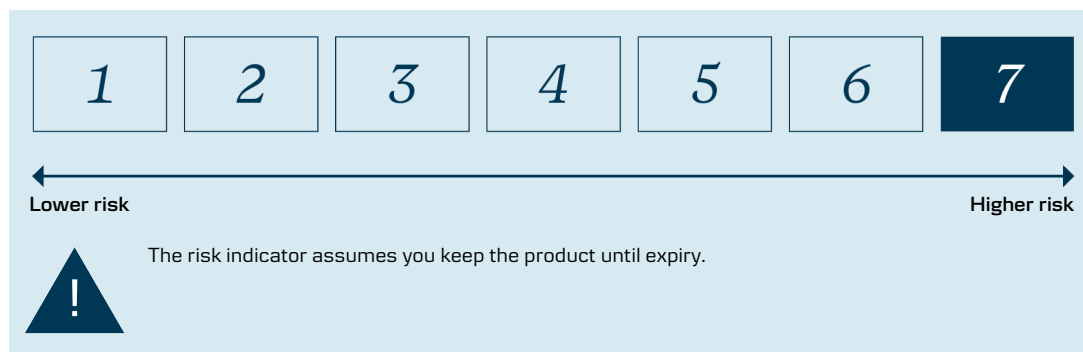 1 2 3 4 5 6 7
Lower risk Higher risk
The risk indicator assumes you keep the product until expiry.
!